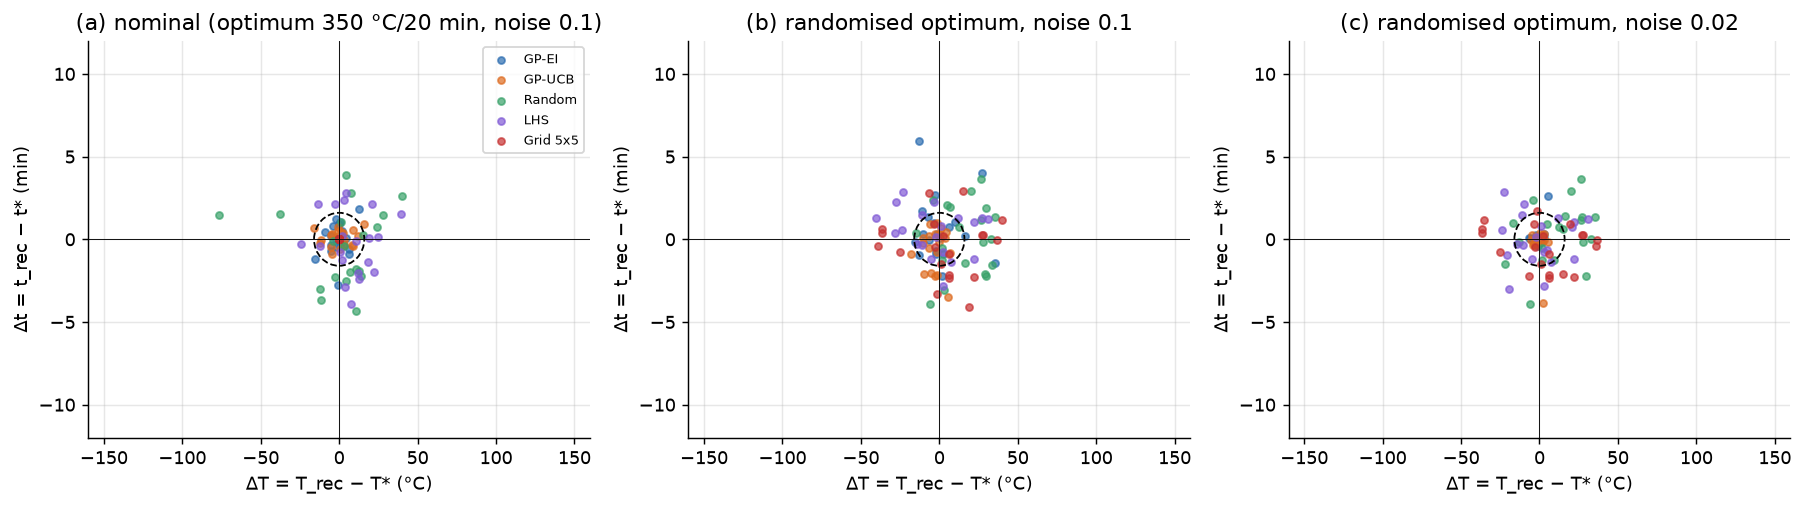 (a) nominal (optimum 350 °C/20 min, noise 0.1)
GP-EI
GP-UCB
Random
LHS
Grid 5x5
10
5
0
−5
−10
Δt = t_rec − t* (min)
−150 −100 −50 0 50 100 150
ΔT = T_rec − T* (°C)
(b) randomised optimum, noise 0.1
10
5
0
−5
−10
Δt = t_rec − t* (min)
−150 −100 −50 0 50 100 150
ΔT = T_rec − T* (°C)
(c) randomised optimum, noise 0.02
10
5
0
−5
−10
Δt = t_rec − t* (min)
−150 −100 −50 0 50 100 150
ΔT = T_rec − T* (°C)